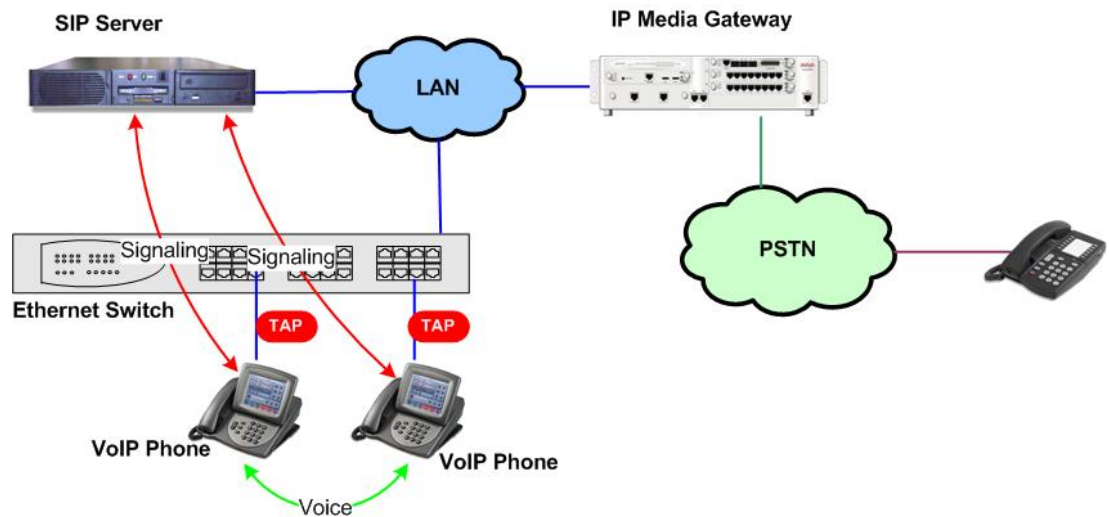 SIP Server
IP Media Gateway
LAN
Signaling
Signaling
Ethernet Switch
TAP
TAP
PSTN
VoIP Phone
VoIP Phone
Voice